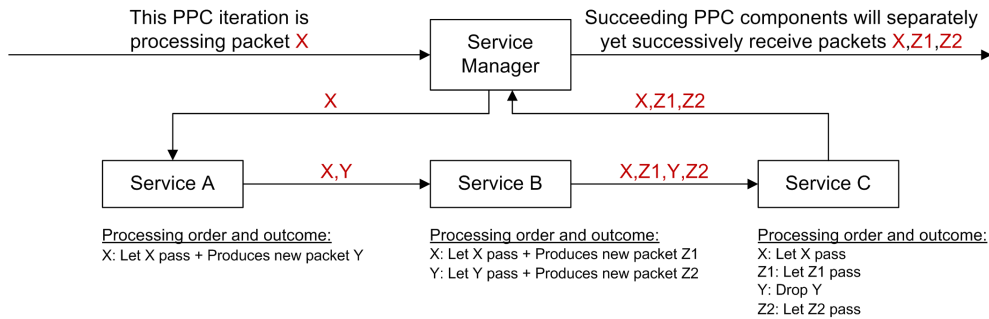 This PPC iteration is
processing packet X
Service
Manager
Succeeding PPC components will separately
yet successively receive packets X,Z1,Z2
X
X,Z1,Z2
Service A
X,Y
Service B
X,Z1,Y,Z2
Service C
Processing order and outcome:
X: Let X pass + Produces new packet Y
Processing order and outcome:
X: Let X pass + Produces new packet Z1
Y: Let Y pass + Produces new packet Z2
Processing order and outcome:
X: Let X pass
Z1: Let Z1 pass
Y: Drop Y
Z2: Let Z2 pass